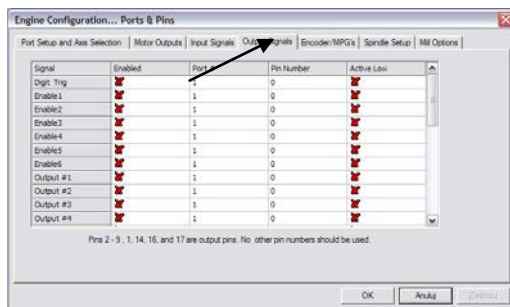 Engine Configuration... Ports & Pins
Port Setup and Axis Selection Motor Outputs Input Signals Output Signals Encoder/MPG's Spindle Setup Mill Options
Signal Enabled Port # Pin Number Active Low
Digit Trig 1 0
Enable1 1 0
Enable2 1 0
Enable3 1 0
Enable4 1 0
Enable5 1 0
Enable6 1 0
Output #1 1 0
Output #2 1 0
Output #3 1 0
Output #4 1 0
Pins 2 - 9 , 1, 14, 16, and 17 are output pins. No other pin numbers should be used.
OK Anuluj Zastosuj